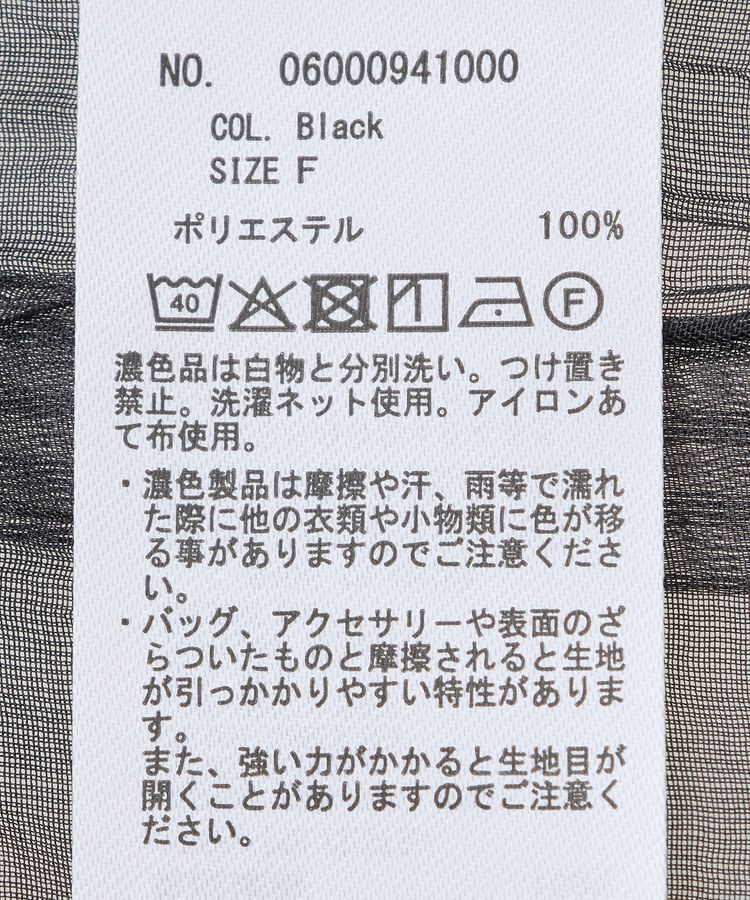 NO. 06000941000
COL. Black
SIZE F
ポリエステル 100%
40 F
濃色品は白物と分別洗い。つけ置き
禁止。洗濯ネット使用。アイロンあ
て布使用。
・濃色製品は摩擦や汗、雨等で濡れ
た際に他の衣類や小物類に色が移
る事がありますのでご注意くださ
い。
・バッグ、アクセサリーや表面のざ
らついたものと摩擦されると生地
が引っかかりやすい特性がありま
す。
また、強い力がかかると生地目が
開くことがありますのでご注意く
ださい。